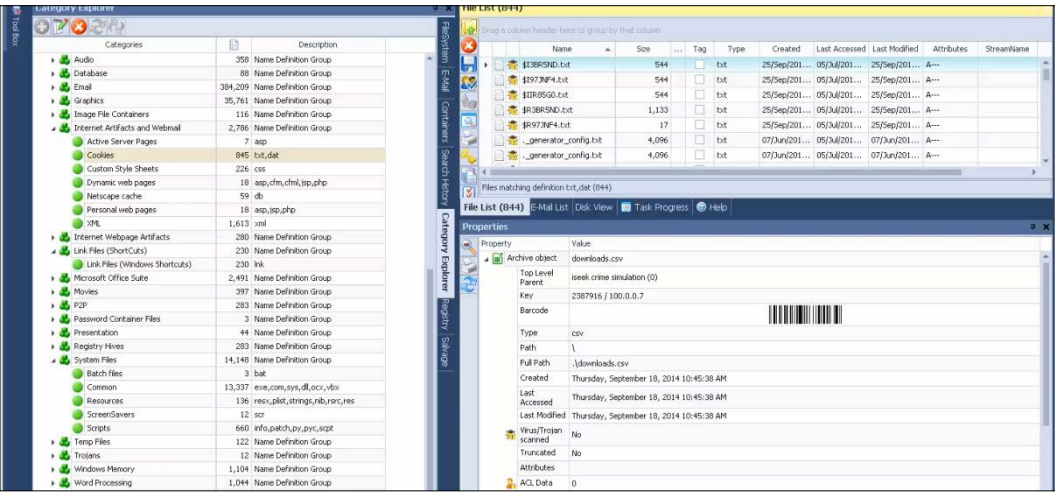 Category Explorer
Tool Box
Categories Description
Audio 358 Name Definition Group
Database 88 Name Definition Group
Email 384,209 Name Definition Group
Graphics 35,761 Name Definition Group
Image File Containers 116 Name Definition Group
Internet Artifacts and Webmail 2,786 Name Definition Group
Active Server Pages 7 asp
Cookies 845 txt,dat
Custom Style Sheets 226 css
Dynamic web pages 18 asp,cfm,cfml,jsp,php
Netscape cache 59 db
Personal web pages 18 asp,jsp,php
XML 1,613 xml
Internet Webpage Artifacts 280 Name Definition Group
Link Files (ShortCuts) 230 Name Definition Group
Link Files (Windows Shortcuts) 230 lnk
Microsoft Office Suite 2,491 Name Definition Group
Movies 397 Name Definition Group
P2P 283 Name Definition Group
Password Container Files 3 Name Definition Group
Presentation 44 Name Definition Group
Registry Hives 283 Name Definition Group
System Files 14,148 Name Definition Group
Batch files 3 bat
Common 13,337 exe,com,sys,dll,ocx,vbx
Resources 136 resx,plist,strings,nib,rsrc,res
ScreenSavers 12 scr
Scripts 660 info,patch,py,pyc,scpt
Temp Files 122 Name Definition Group
Trojans 12 Name Definition Group
Windows Memory 1,104 Name Definition Group
Word Processing 1,044 Name Definition Group
FileSystem E-Mail Containers Search History Category Explorer Registry Salvage
File List (844)
Drag a column header here to group by that column
Name Size ... Tag Type Created Last Accessed Last Modified Attributes StreamName
$I3BR5ND.txt 544 txt 25/Sep/201... 05/Jul/201... 25/Sep/201... A---
$I97JNF4.txt 544 txt 25/Sep/201... 05/Jul/201... 25/Sep/201... A---
$IIR85G0.txt 544 txt 25/Sep/201... 05/Jul/201... 25/Sep/201... A---
$R3BR5ND.txt 1,133 txt 25/Sep/201... 05/Jul/201... 25/Sep/201... A---
$R97JNF4.txt 17 txt 25/Sep/201... 05/Jul/201... 25/Sep/201... A---
._generator_config.txt 4,096 txt 07/Jun/201... 05/Jul/201... 07/Jun/201... A---
._generator_config.txt 4,096 txt 07/Jun/201... 05/Jul/201... 07/Jun/201... A---
Files matching definition txt,dat (844)
File List (844) E-Mail List Disk View Task Progress Help
Properties
Property Value
Archive object downloads.csv
Top Level Parent iseek crime simulation (0)
Key 2387916 / 100.0.0.7
Barcode
Type csv
Path \
Full Path .\downloads.csv
Created Thursday, September 18, 2014 10:45:38 AM
Last Accessed Thursday, September 18, 2014 10:45:38 AM
Last Modified Thursday, September 18, 2014 10:45:38 AM
Virus/Trojan scanned No
Truncated No
Attributes
ACL Data 0